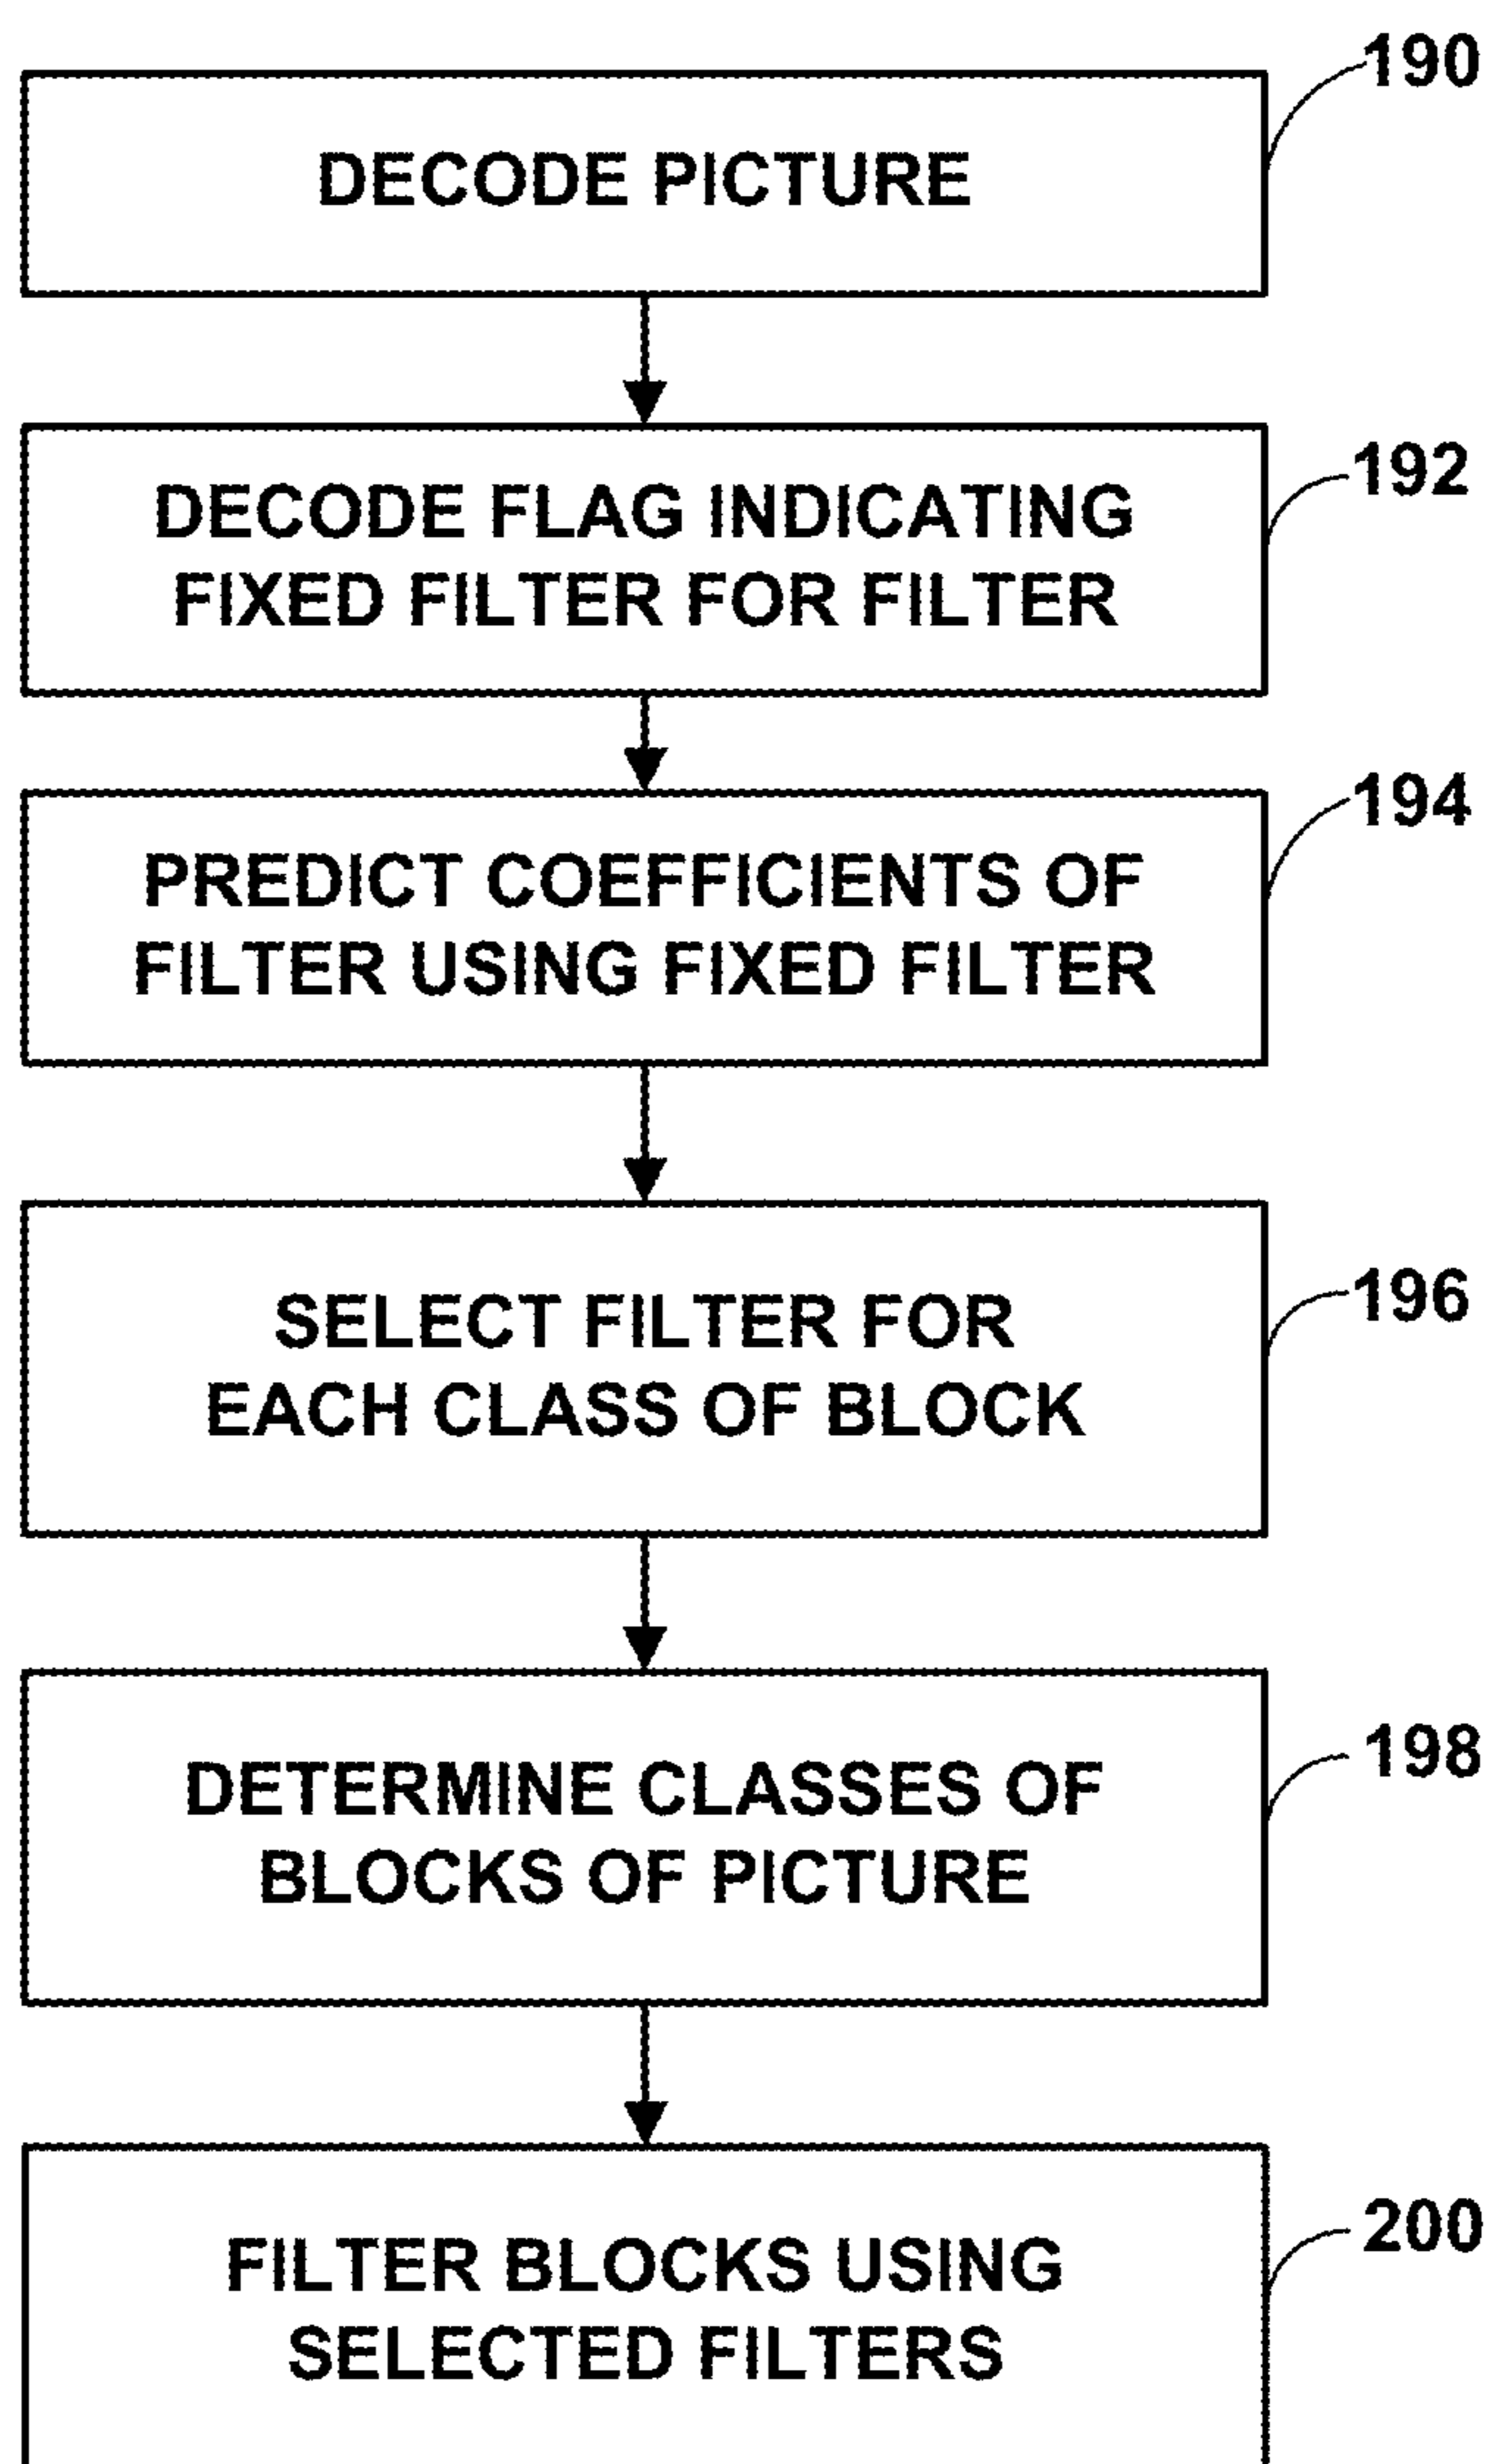 190
DECODE PICTURE
192
DECODE FLAG INDICATING
FIXED FILTER FOR FILTER
194
PREDICT COEFFICIENTS OF
FILTER USING FIXED FILTER
196
SELECT FILTER FOR
EACH CLASS OF BLOCK
198
DETERMINE CLASSES OF
BLOCKS OF PICTURE
200
FILTER BLOCKS USING
SELECTED FILTERS